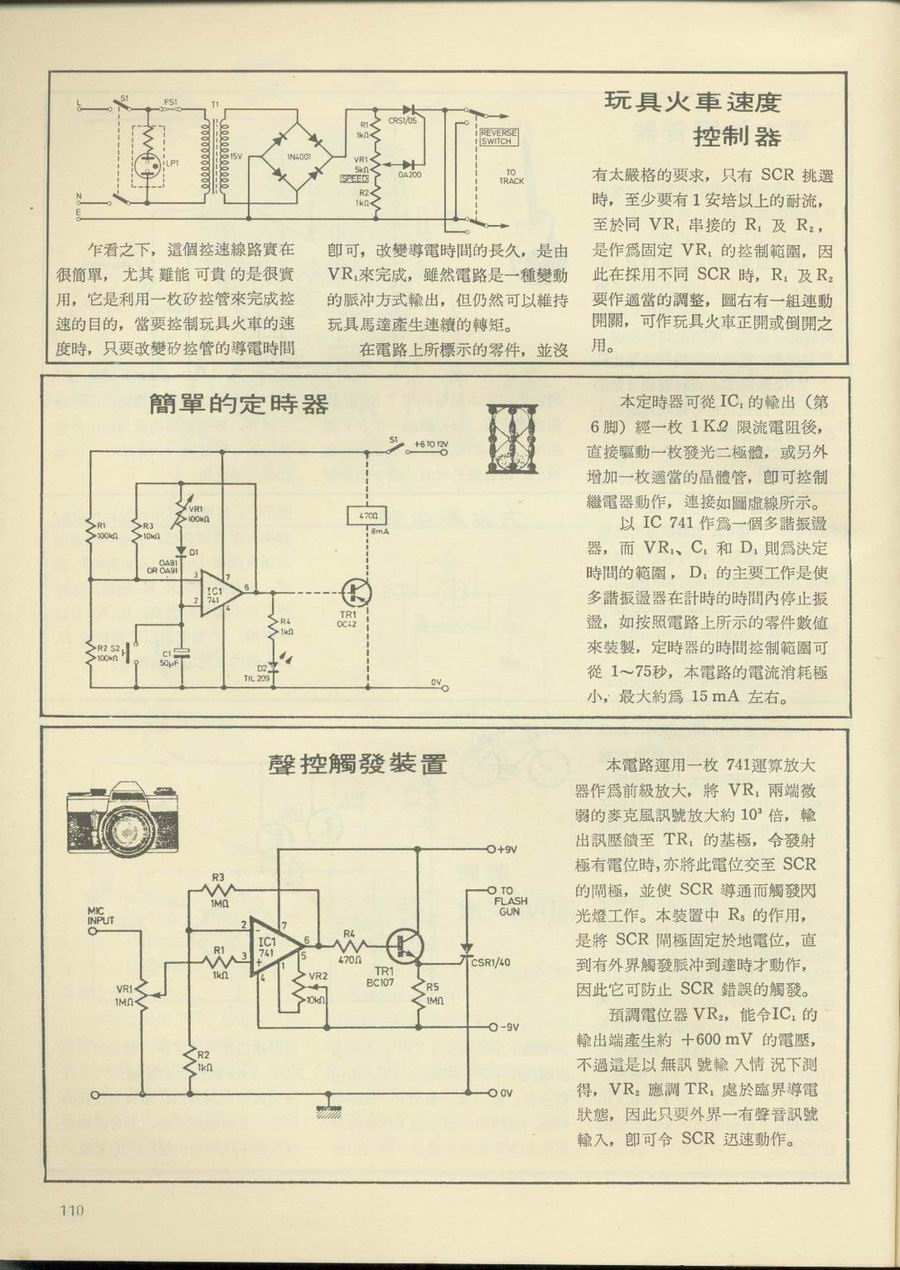 玩具火車速度
控制器
L
S1
FS1
T1
LP1
N
E
15V
1N4001
R1
1kΩ
VR1
5kΩ
SPEED
R2
1kΩ
CRS1/05
OA200
REVERSE
SWITCH
TO
TRACK
乍看之下，這個控速線路實在
很簡單， 尤其 難能 可貴 的是很實
用，它是利用一枚矽控管來完成控
速的目的，當要控制玩具火車的速
度時，只要改變矽控管的導電時間
卽可，改變導電時間的長久，是由
VR₁來完成，雖然電路是一種變動
的脈冲方式輸出，但仍然可以維持
玩具馬達產生連續的轉矩。
在電路上所標示的零件，並沒
有太嚴格的要求，只有 SCR 挑選
時，至少要有1安培以上的耐流，
至於同 VR₁ 串接的 R₁ 及 R₂，
是作爲固定 VR₁ 的控制範圍，因
此在採用不同 SCR 時，R₁ 及 R₂
要作適當的調整，圖右有一組連動
開關，可作玩具火車正開或倒開之
用。
簡單的定時器
S1
+6 TO 12V
R1
100kΩ
R3
10kΩ
VR1
100kΩ
D1
OA81
OR OA91
3
2
7
6
4
IC1
741
470Ω
8mA
TR1
OC42
R4
1kΩ
R2
100kΩ
S2
C1
50µF
D2
TIL 209
0V
本定時器可從 IC₁ 的輸出（第
6 脚）經一枚 1 KΩ 限流電阻後，
直接驅動一枚發光二極體，或另外
增加一枚適當的晶體管，卽可控制
繼電器動作，連接如圖虛線所示。
以 IC 741 作爲一個多諧振盪
器，而 VR₁、C₁ 和 D₁ 則爲決定
時間的範圍，D₁ 的主要工作是使
多諧振盪器在計時的時間內停止振
盪，如按照電路上所示的零件數值
來裝製，定時器的時間控制範圍可
從 1～75秒，本電路的電流消耗極
小，最大約爲 15 mA 左右。
聲控觸發裝置
MIC
INPUT
VR1
1MΩ
R3
1MΩ
R1
1kΩ
R2
1kΩ
2
3
7
6
5
1
4
IC1
741
VR2
10kΩ
R4
470Ω
TR1
BC107
R5
1MΩ
+9V
TO
FLASH
GUN
CSR1/40
-9V
0V
本電路運用一枚 741運算放大
器作爲前級放大，將 VR₁ 兩端微
弱的麥克風訊號放大約 10³ 倍，輸
出訊壓饋至 TR₁ 的基極，令發射
極有電位時，亦將此電位交至 SCR
的閘極，並使 SCR 導通而觸發閃
光燈工作。本裝置中 R₅ 的作用，
是將 SCR 閘極固定於地電位，直
到有外界觸發脈冲到達時才動作，
因此它可防止 SCR 錯誤的觸發。
預調電位器 VR₂，能令IC₁ 的
輸出端產生約 ＋600 mV 的電壓，
不過這是以 無訊 號輸 入情 況下測
得，VR₂ 應調 TR₁ 處於臨界導電
狀態，因此只要外界一有聲音訊號
輸入，卽可令 SCR 迅速動作。
110